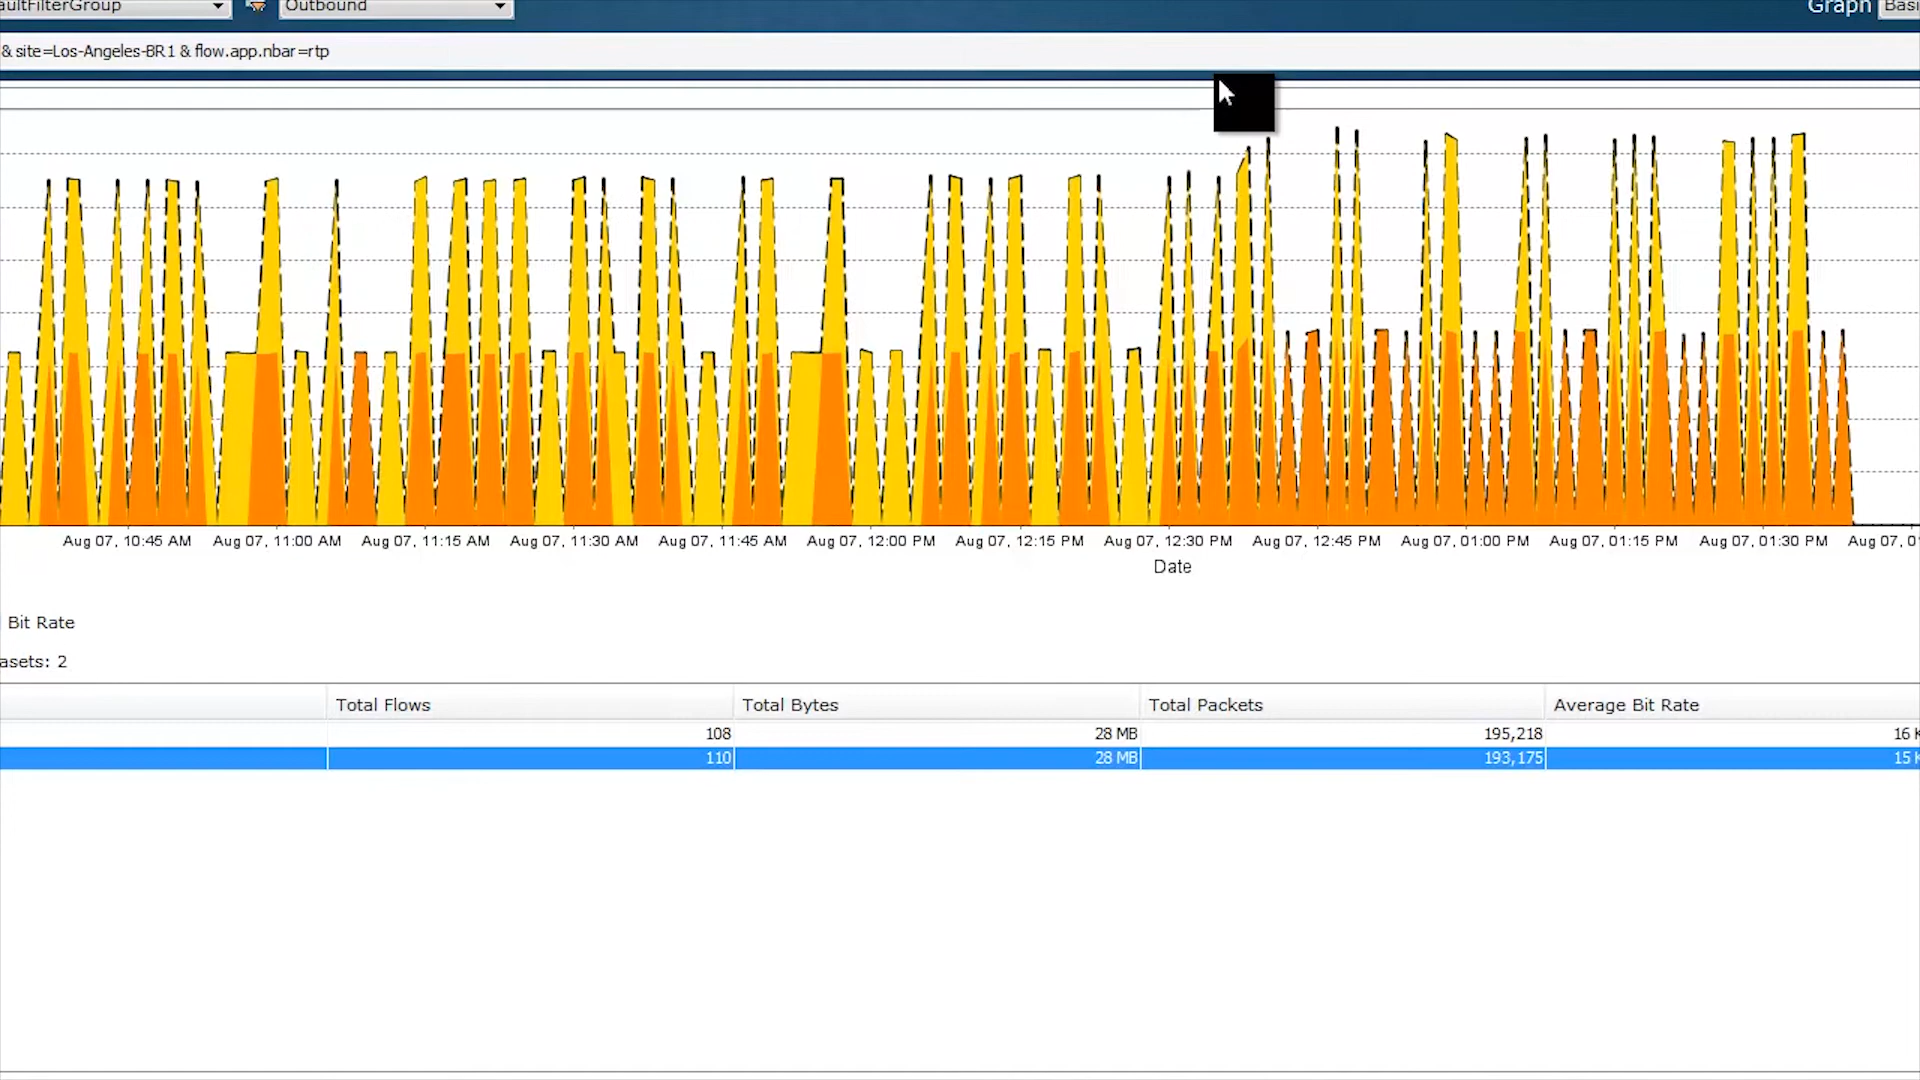 aultFilterGroup Outbound Graph Basi
& site=Los-Angeles-BR1 & flow.app.nbar=rtp
Aug 07, 10:45 AM Aug 07, 11:00 AM Aug 07, 11:15 AM Aug 07, 11:30 AM Aug 07, 11:45 AM Aug 07, 12:00 PM Aug 07, 12:15 PM Aug 07, 12:30 PM Aug 07, 12:45 PM Aug 07, 01:00 PM Aug 07, 01:15 PM Aug 07, 01:30 PM Aug 07, 0
Date
Bit Rate
asets: 2
Total Flows Total Bytes Total Packets Average Bit Rate
108 28 MB 195,218 16 K
110 28 MB 193,175 15 K